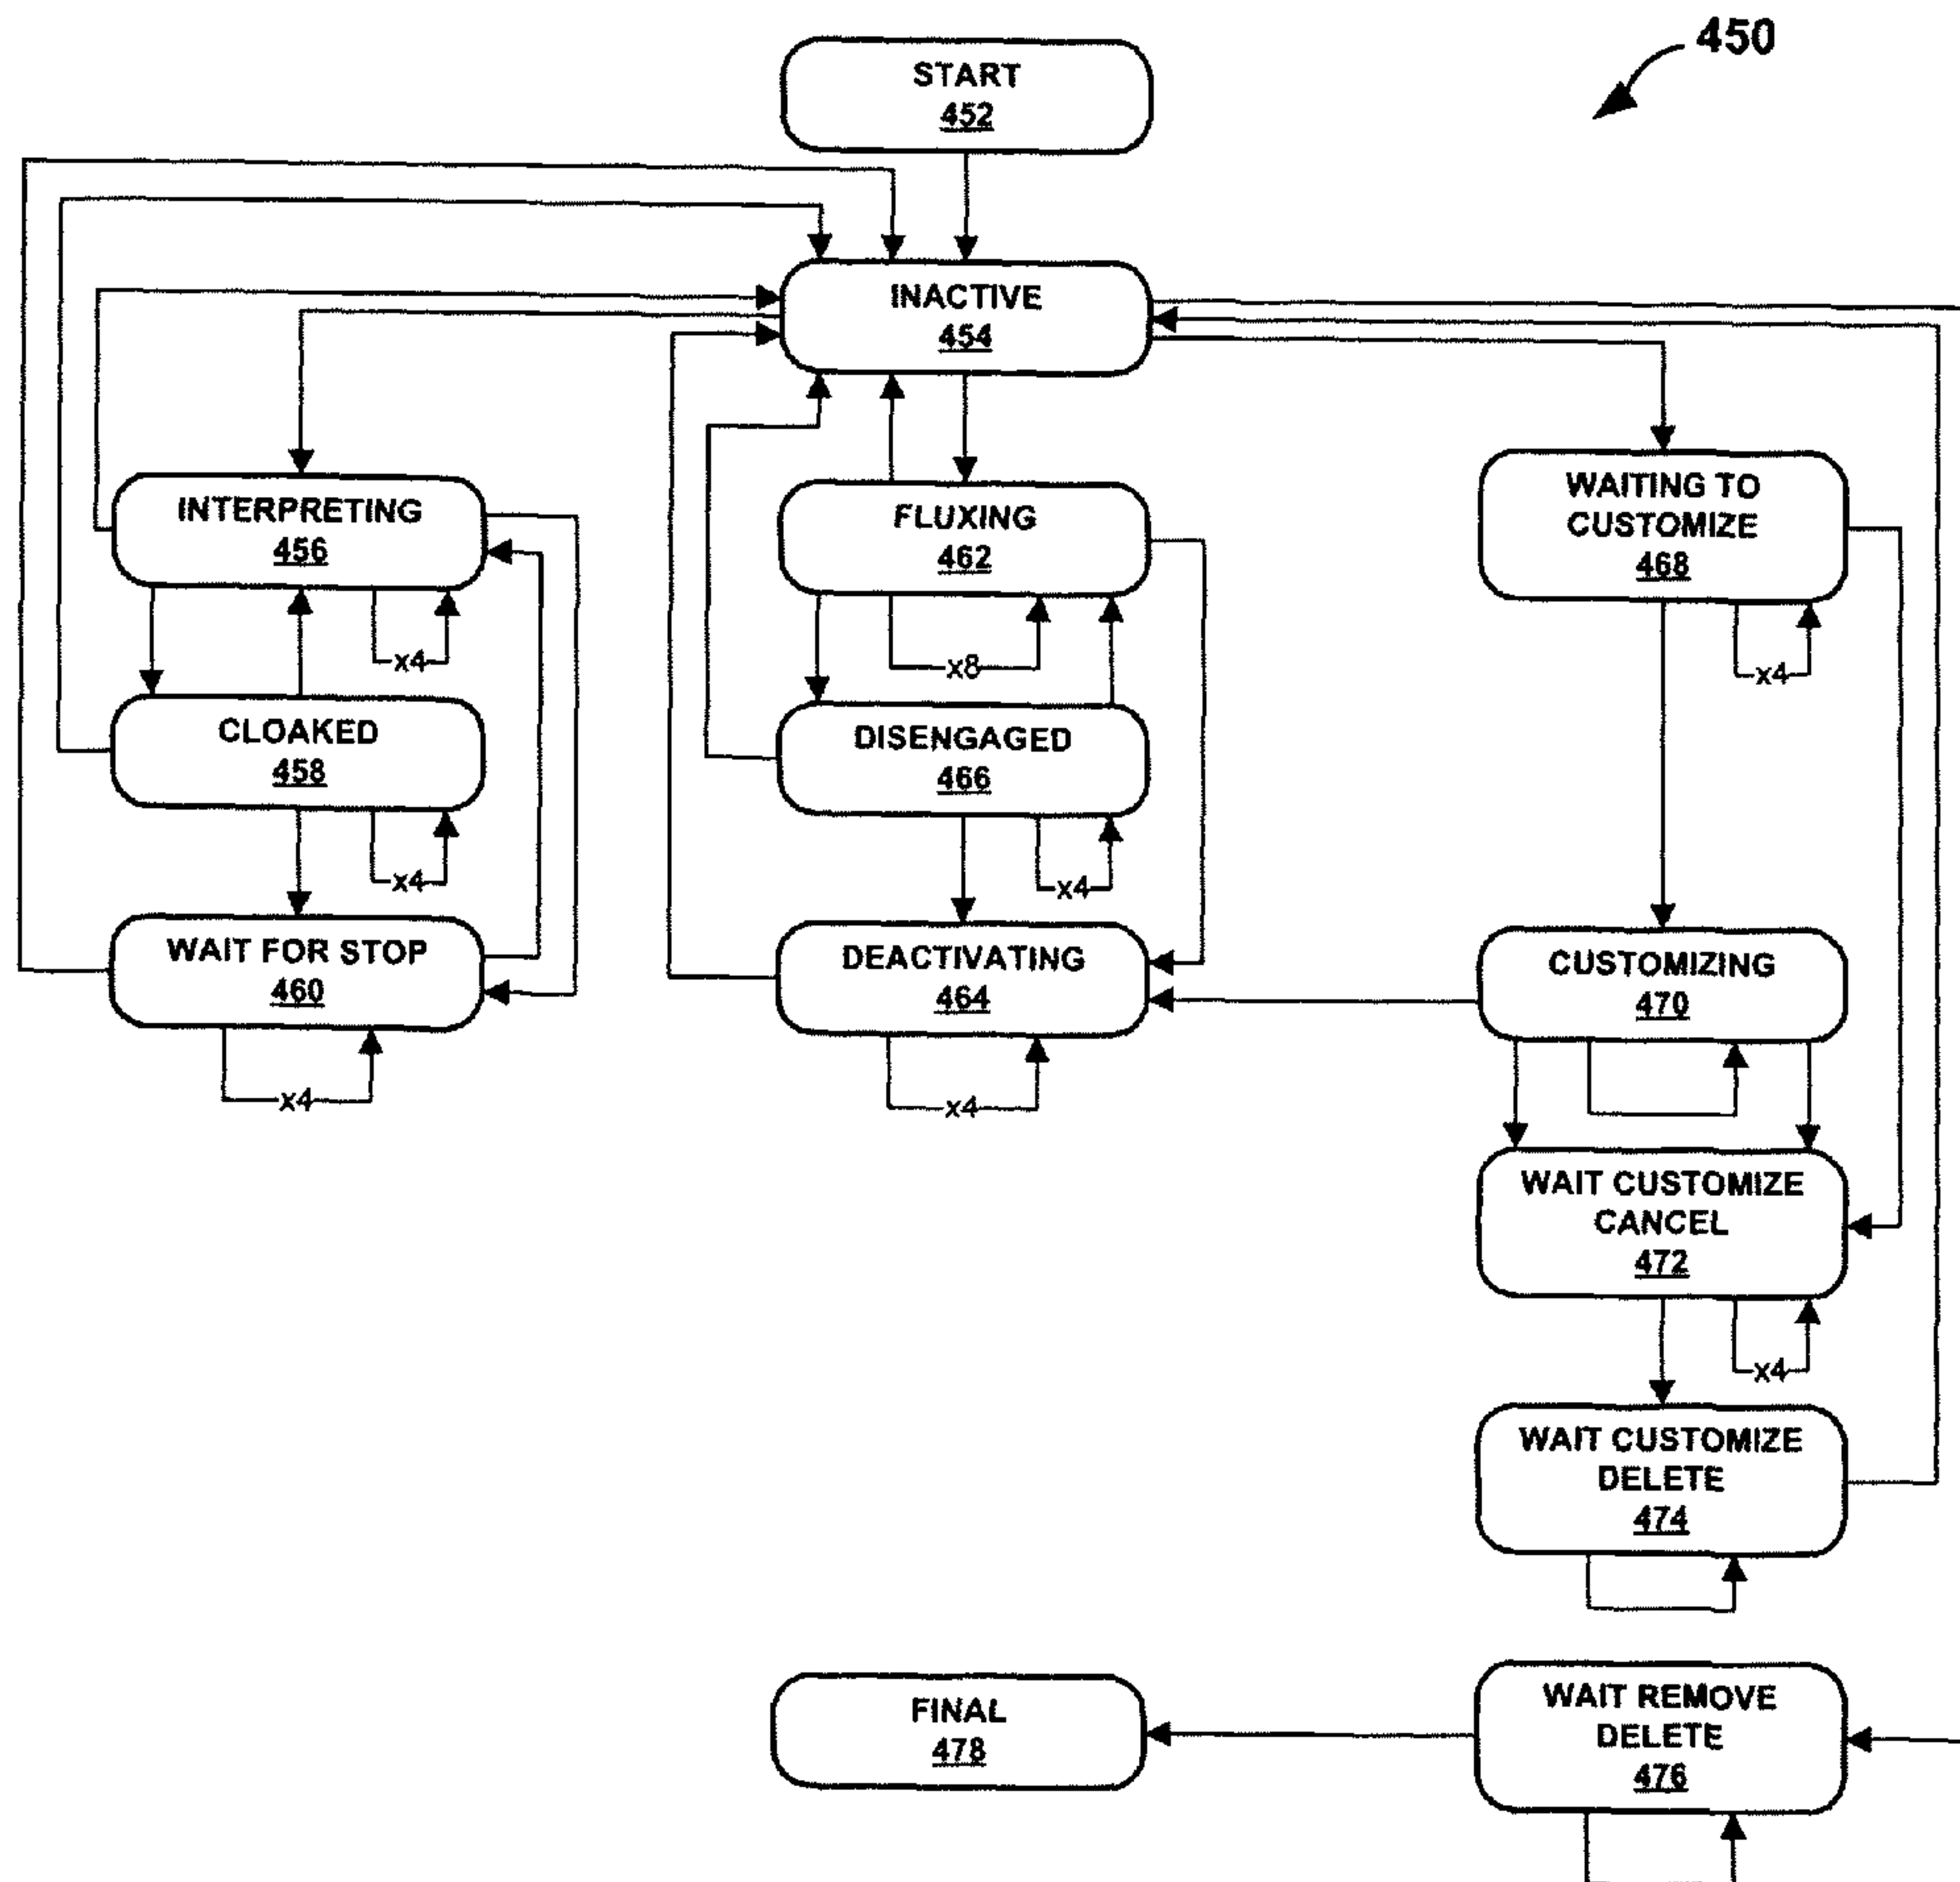 450
START
452
INACTIVE
454
INTERPRETING
456
x4
CLOAKED
458
x4
WAIT FOR STOP
460
x4
FLUXING
462
x8
DISENGAGED
466
x4
DEACTIVATING
464
x4
WAITING TO
CUSTOMIZE
468
x4
CUSTOMIZING
470
WAIT CUSTOMIZE
CANCEL
472
x4
WAIT CUSTOMIZE
DELETE
474
WAIT REMOVE
DELETE
476
FINAL
478